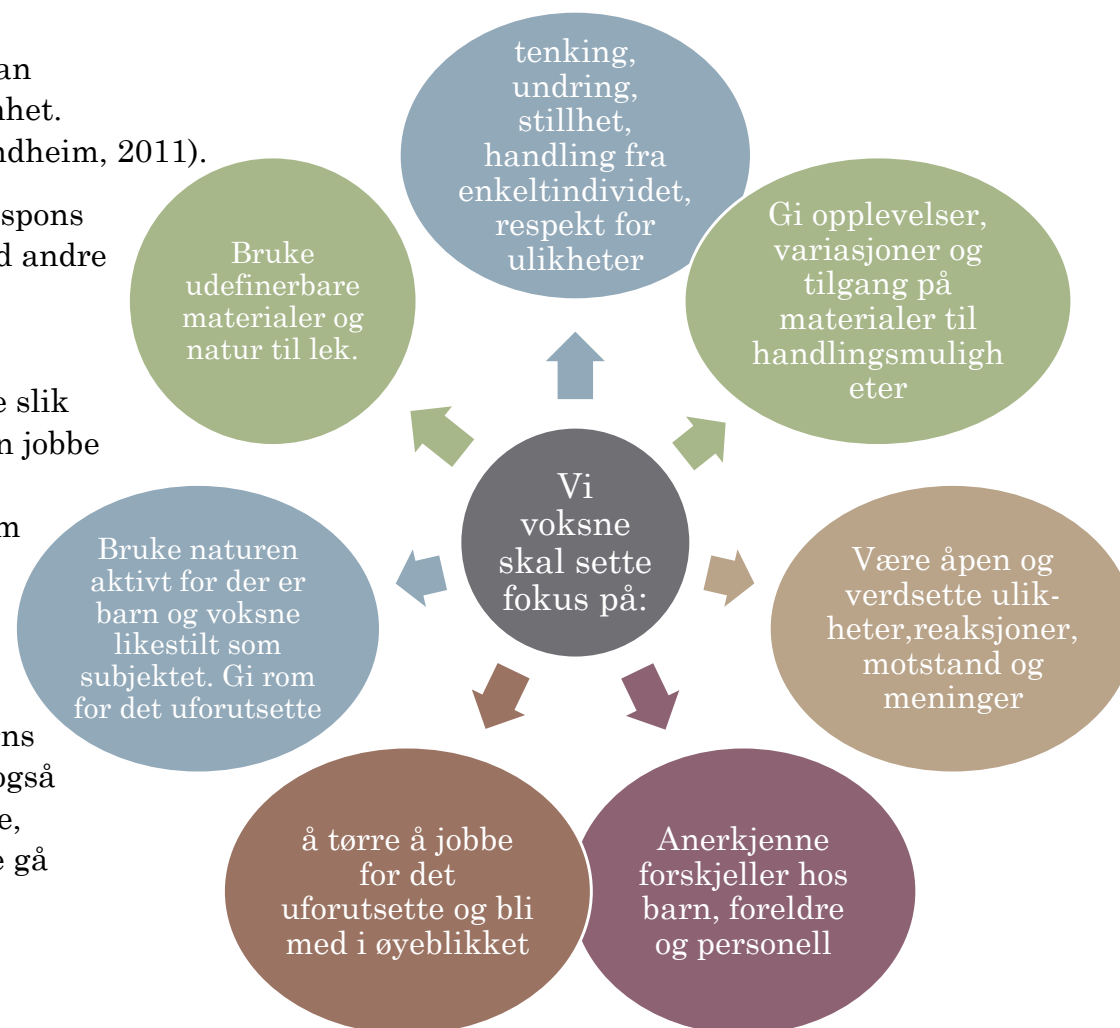 an
nhet.
ndheim, 2011).
spons
d andre
e slik
n jobbe
m
ns
også
e,
e gå
tenking,
undring,
stillhet,
handling fra
enkeltindividet,
respekt for
ulikheter
Gi opplevelser,
variasjoner og
tilgang på
materialer til
handlingsmuligh
eter
Være åpen og
verdsette ulik-
heter,reaksjoner,
motstand og
meninger
Anerkjenne
forskjeller hos
barn, foreldre
og personell
å tørre å jobbe
for det
uforutsette og bli
med i øyeblikket
Bruke naturen
aktivt for der er
barn og voksne
likestilt som
subjektet. Gi rom
for det uforutsette
Bruke
udefinerbare
materialer og
natur til lek.
Vi
voksne
skal sette
fokus på: